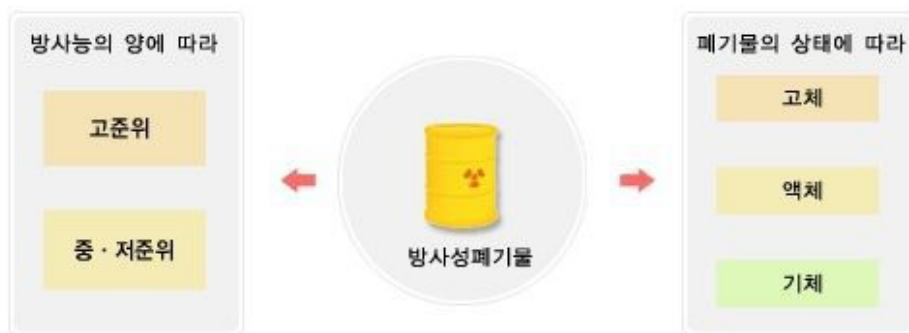 방사능의 양에 따라
고준위
중 · 저준위
방사성폐기물
폐기물의 상태에 따라
고체
액체
기체